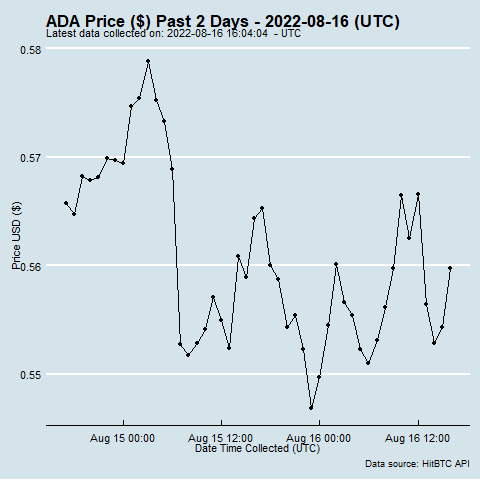 ADA Price ($) Past 2 Days - 2022-08-16 (UTC)
Latest data collected on: 2022-08-16 16:04:04 - UTC
0.58
0.57
0.56
0.55
Price USD ($)
Aug 15 00:00 Aug 15 12:00 Aug 16 00:00 Aug 16 12:00
Date Time Collected (UTC)
Data source: HitBTC API